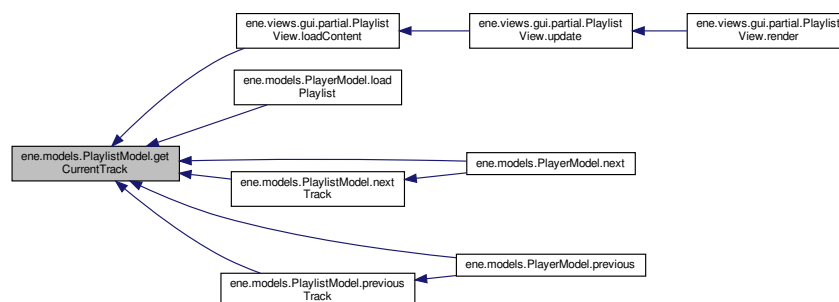 ene.views.gui.partial.Playlist
View.loadContent
ene.views.gui.partial.Playlist
View.update
ene.views.gui.partial.Playlist
View.render
ene.models.PlayerModel.load
Playlist
ene.models.PlaylistModel.get
CurrentTrack
ene.models.PlayerModel.next
ene.models.PlaylistModel.next
Track
ene.models.PlayerModel.previous
ene.models.PlaylistModel.previous
Track